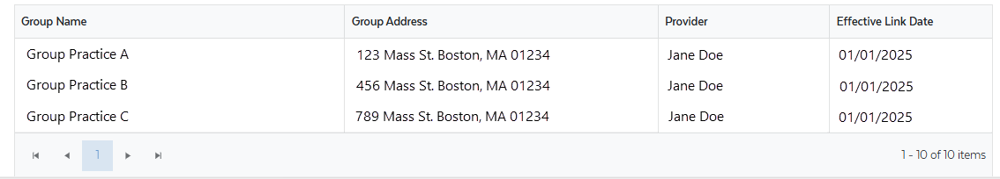 Group Name Group Address Provider Effective Link Date
Group Practice A 123 Mass St. Boston, MA 01234 Jane Doe 01/01/2025
Group Practice B 456 Mass St. Boston, MA 01234 Jane Doe 01/01/2025
Group Practice C 789 Mass St. Boston, MA 01234 Jane Doe 01/01/2025
1 1 - 10 of 10 items